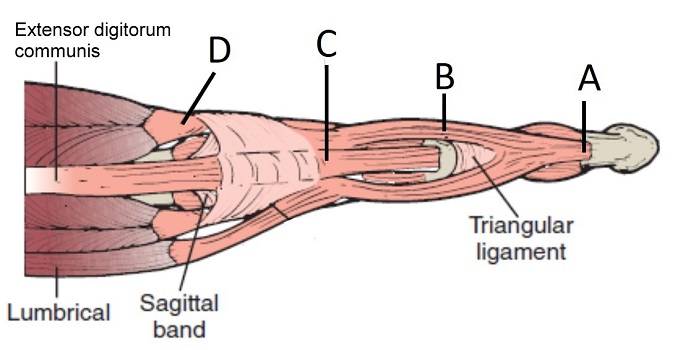 Extensor digitorum
communis
D
C
B
A
Triangular
ligament
Lumbrical
Sagittal
band